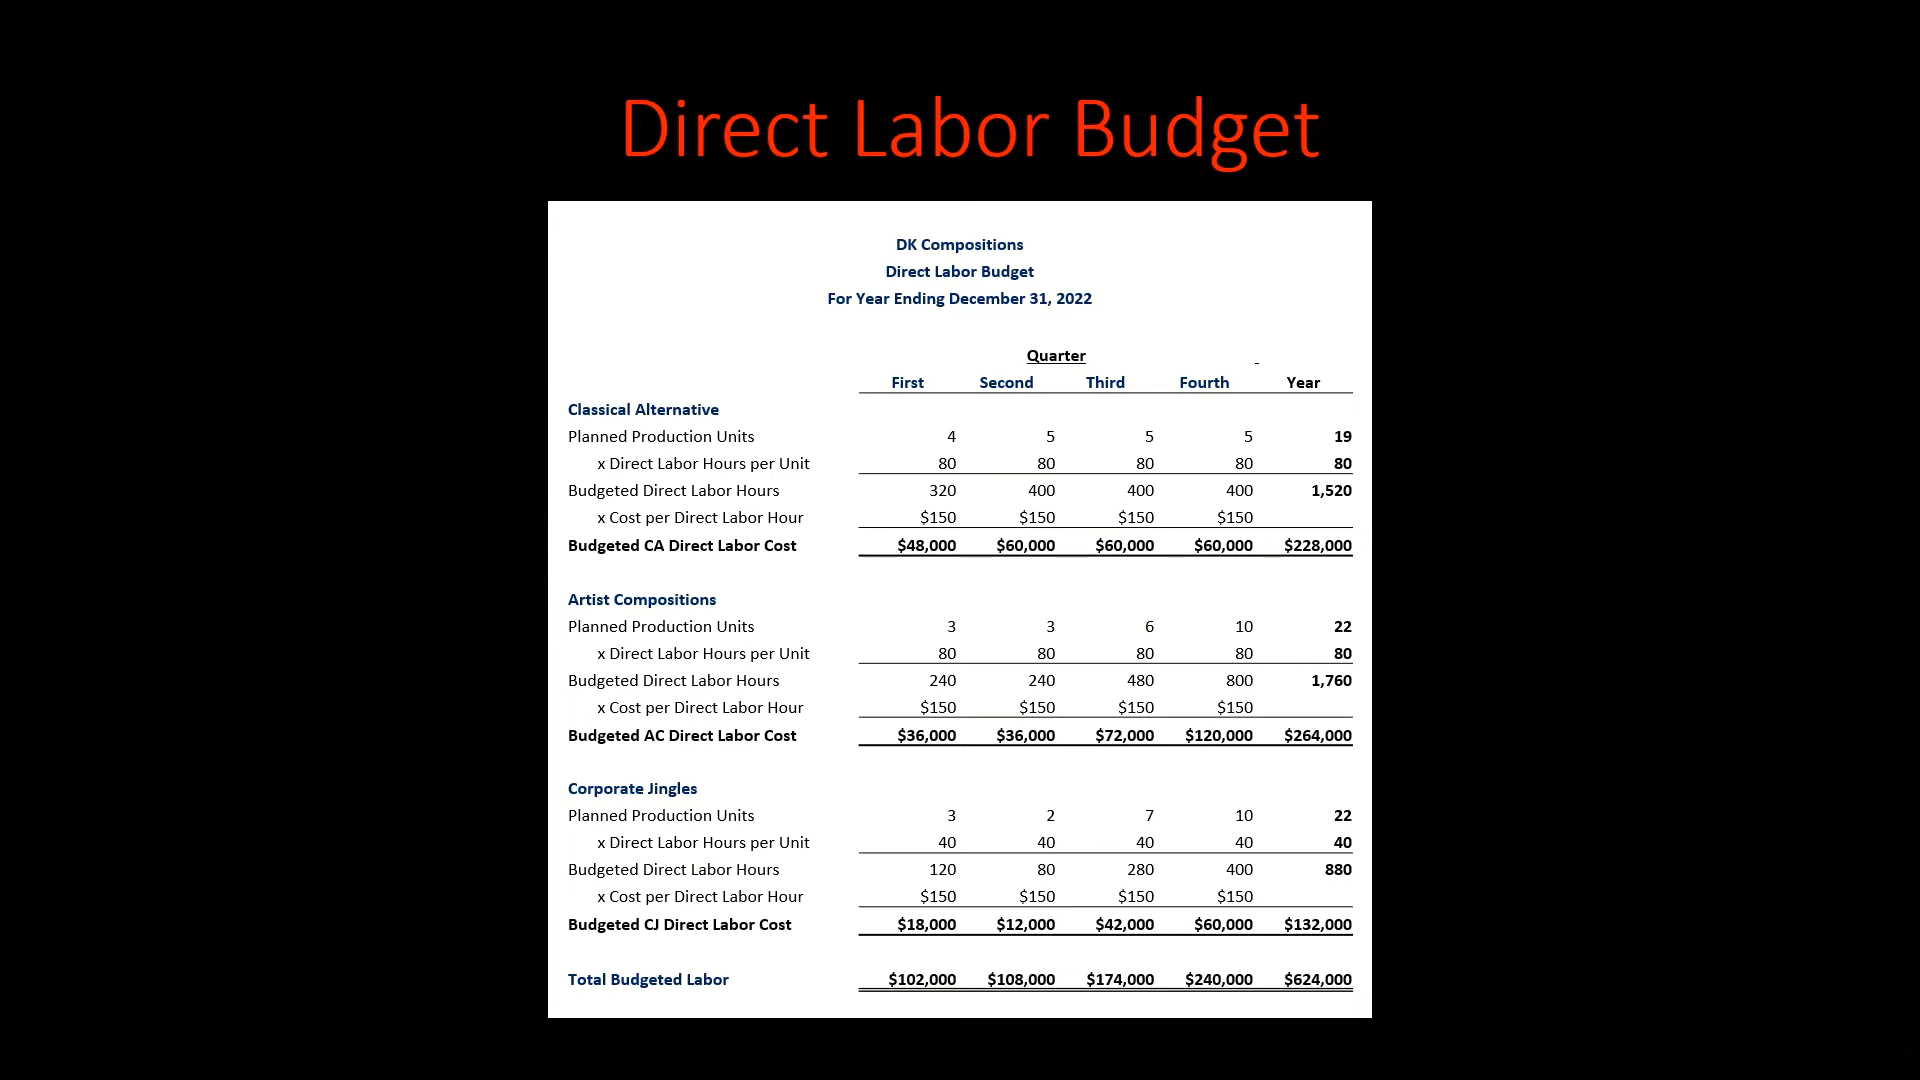 Direct Labor Budget
DK Compositions
Direct Labor Budget
For Year Ending December 31, 2022
Quarter
First Second Third Fourth Year
Classical Alternative
Planned Production Units 4 5 5 5 19
x Direct Labor Hours per Unit 80 80 80 80 80
Budgeted Direct Labor Hours 320 400 400 400 1,520
x Cost per Direct Labor Hour $150 $150 $150 $150
Budgeted CA Direct Labor Cost $48,000 $60,000 $60,000 $60,000 $228,000
Artist Compositions
Planned Production Units 3 3 6 10 22
x Direct Labor Hours per Unit 80 80 80 80 80
Budgeted Direct Labor Hours 240 240 480 800 1,760
x Cost per Direct Labor Hour $150 $150 $150 $150
Budgeted AC Direct Labor Cost $36,000 $36,000 $72,000 $120,000 $264,000
Corporate Jingles
Planned Production Units 3 2 7 10 22
x Direct Labor Hours per Unit 40 40 40 40 40
Budgeted Direct Labor Hours 120 80 280 400 880
x Cost per Direct Labor Hour $150 $150 $150 $150
Budgeted CJ Direct Labor Cost $18,000 $12,000 $42,000 $60,000 $132,000
Total Budgeted Labor $102,000 $108,000 $174,000 $240,000 $624,000